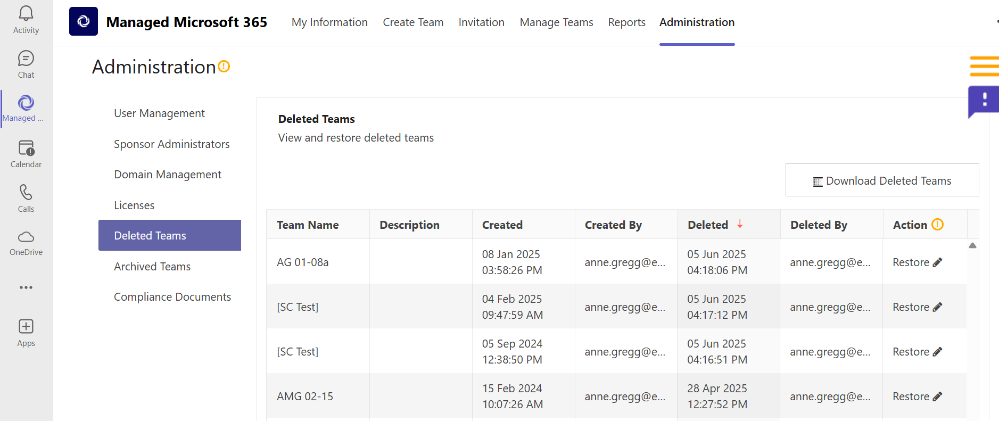 Activity
Chat
Managed ...
Calendar
Calls
OneDrive
Apps
Managed Microsoft 365
My Information
Create Team
Invitation
Manage Teams
Reports
Administration
Administration
User Management
Sponsor Administrators
Domain Management
Licenses
Deleted Teams
Archived Teams
Compliance Documents
Deleted Teams
View and restore deleted teams
Download Deleted Teams
Team Name Description Created Created By Deleted Deleted By Action
AG 01-08a 08 Jan 2025 03:58:26 PM anne.gregg@e... 05 Jun 2025 04:18:06 PM anne.gregg@e... Restore
[SC Test] 04 Feb 2025 09:47:59 AM anne.gregg@e... 05 Jun 2025 04:17:12 PM anne.gregg@e... Restore
[SC Test] 05 Sep 2024 12:38:50 PM anne.gregg@e... 05 Jun 2025 04:16:51 PM anne.gregg@e... Restore
AMG 02-15 15 Feb 2024 10:07:26 AM anne.gregg@e... 28 Apr 2025 12:27:52 PM anne.gregg@e... Restore